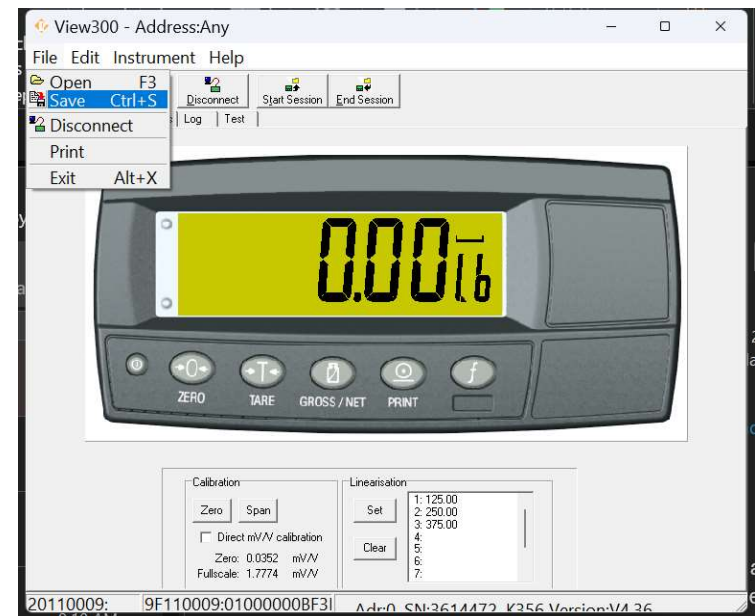 View300 - Address:Any
File Edit Instrument Help
Open F3
Save Ctrl+S
Disconnect
Print
Exit Alt+X
Disconnect
Start Session
End Session
Log
Test
0.00 lb
ZERO
TARE
GROSS / NET
PRINT
f
Calibration
Zero
Span
Direct mV/V calibration
Zero: 0.0352 mV/V
Fullscale: 1.7774 mV/V
Linearisation
Set
Clear
1: 125.00
2: 250.00
3: 375.00
4:
5:
6:
7:
20110009:
9F110009:01000000BF3
Adr:0 SN:3614472 K356 Version:V4.36